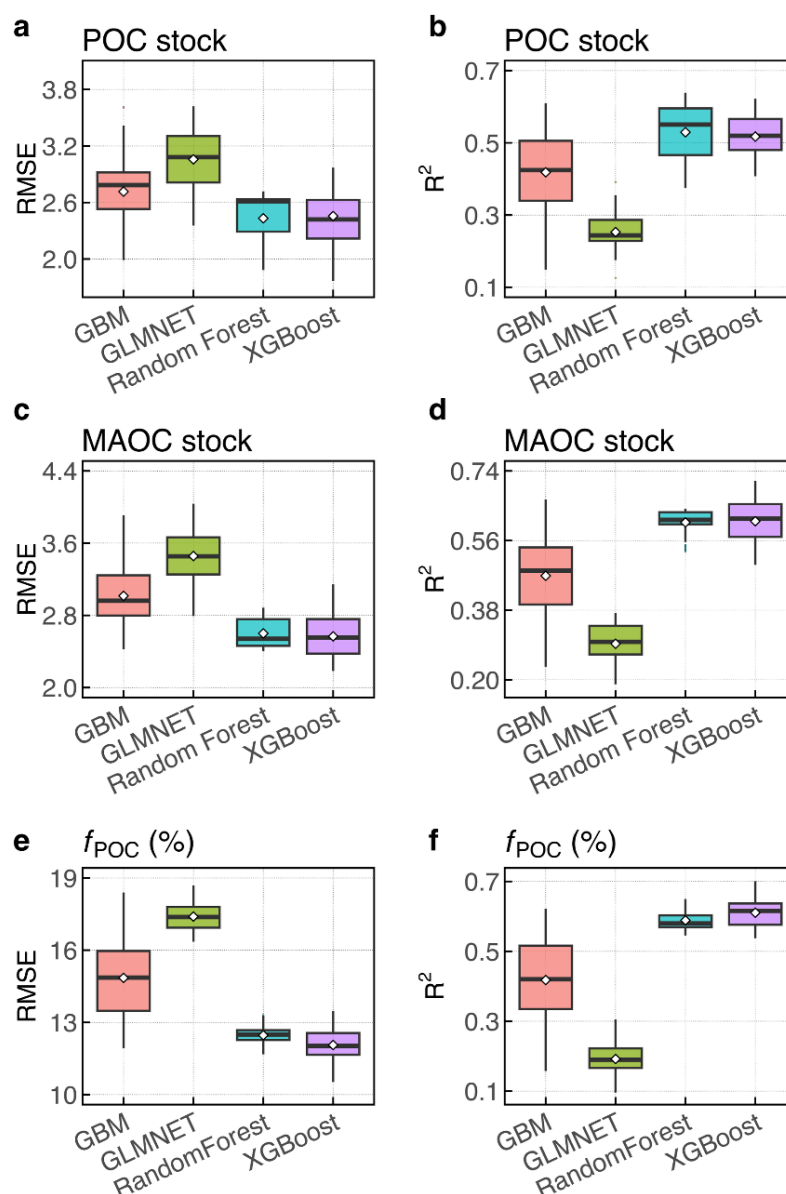 a
POC stock
RMSE
3.8
3.2
2.6
2.0
GBM
GLMNET
Random Forest
XGBoost
b
POC stock
R²
0.7
0.5
0.3
0.1
GBM
GLMNET
Random Forest
XGBoost
c
MAOC stock
RMSE
4.4
3.6
2.8
2.0
GBM
GLMNET
Random Forest
XGBoost
d
MAOC stock
R²
0.74
0.56
0.38
0.20
GBM
GLMNET
Random Forest
XGBoost
e
fPOC (%)
RMSE
19
16
12
10
GBM
GLMNET
RandomForest
XGBoost
f
fPOC (%)
R²
0.7
0.5
0.3
0.1
GBM
GLMNET
RandomForest
XGBoost